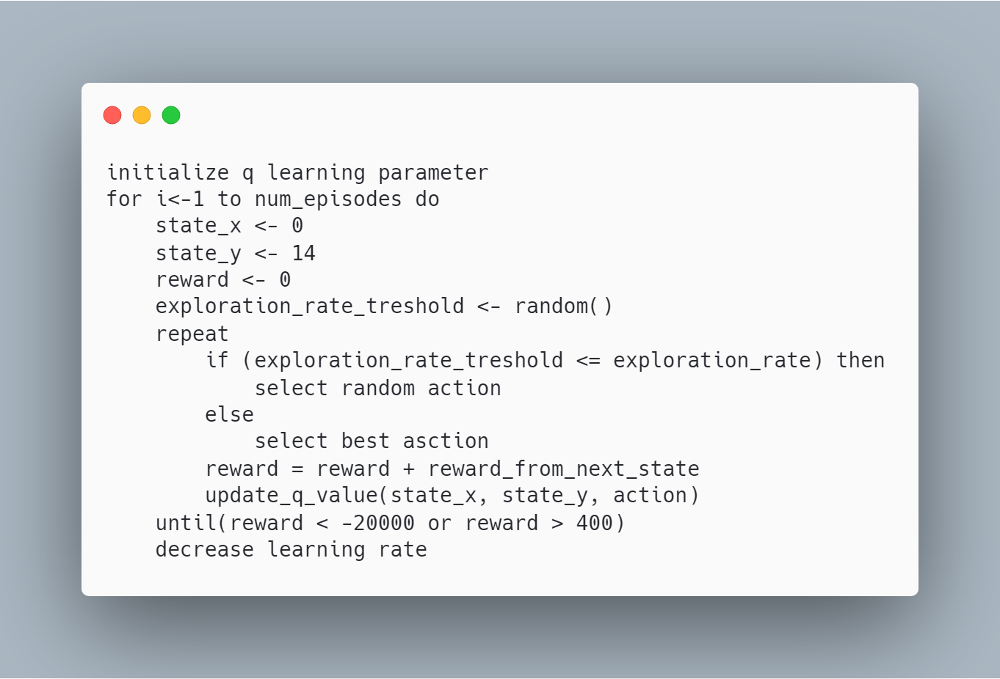 initialize q learning parameter
for i<-1 to num_episodes do
    state_x <- 0
    state_y <- 14
    reward <- 0
    exploration_rate_treshold <- random()
    repeat
        if (exploration_rate_treshold <= exploration_rate) then
            select random action
        else
            select best asction
        reward = reward + reward_from_next_state
        update_q_value(state_x, state_y, action)
    until(reward < -20000 or reward > 400)
    decrease learning rate